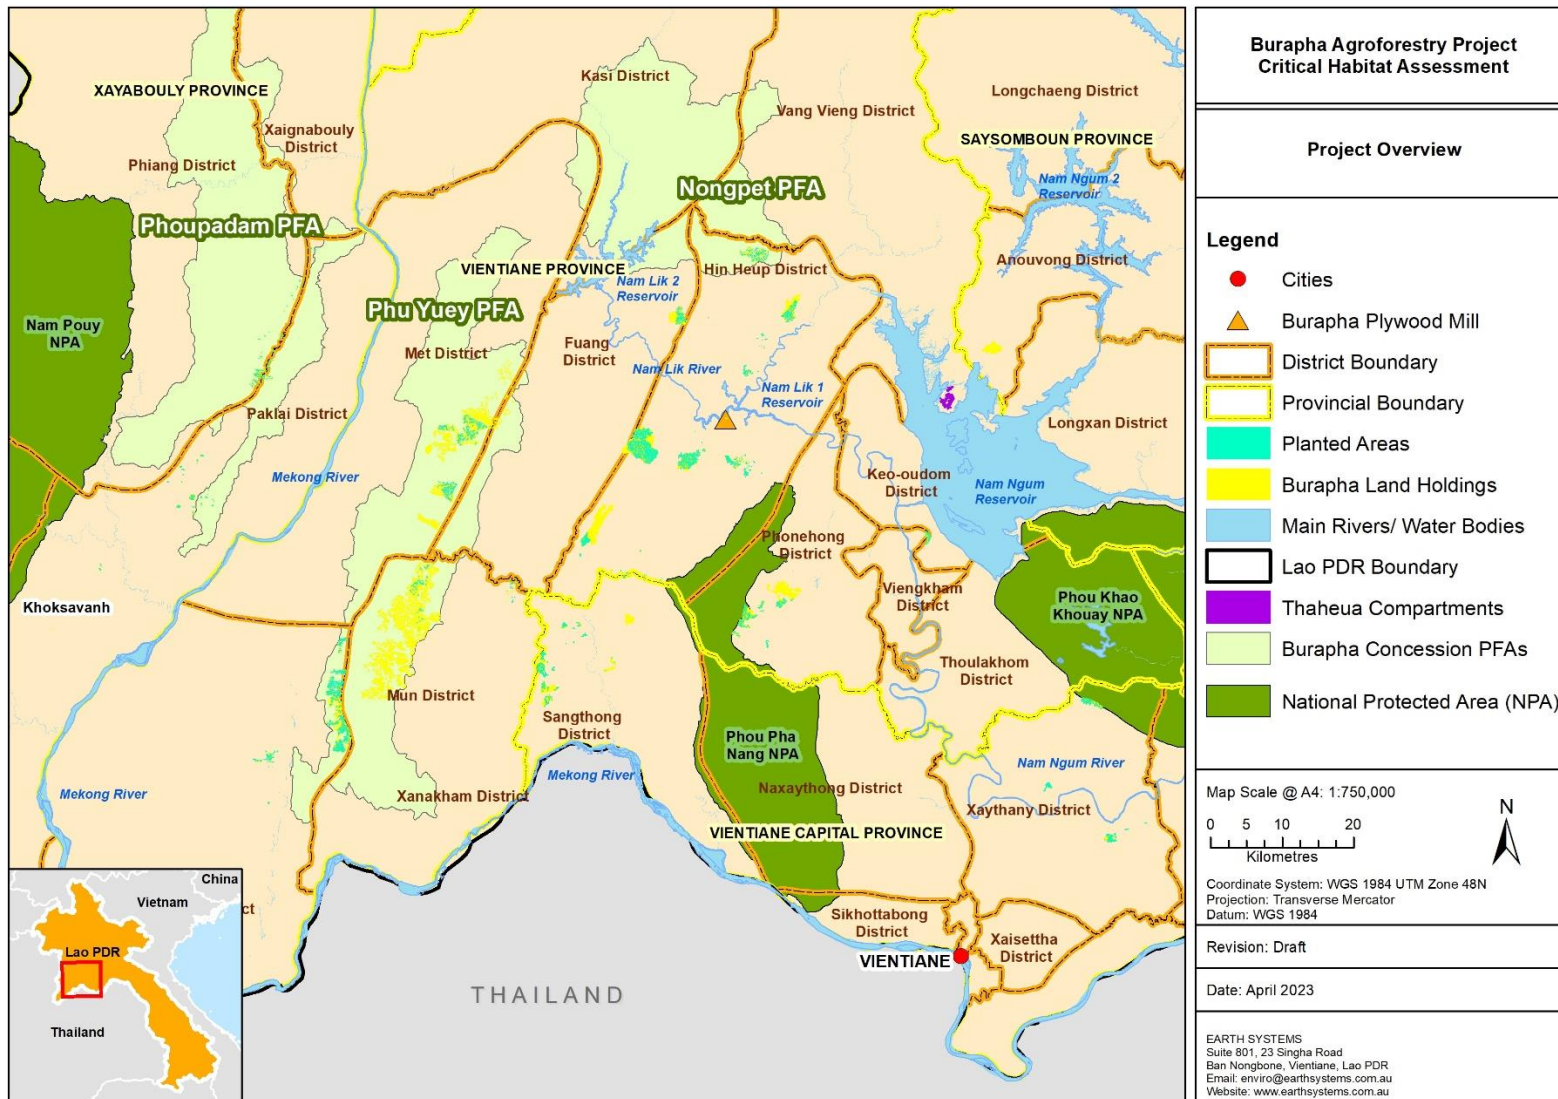 Kasi District
XAYABOULY PROVINCE
Vang Vieng District
Longchaeng District
Xaignabouly
District
SAYSOMBOUN PROVINCE
Phiang District
Nam Ngum 2
Reservoir
Nongpet PFA
Phoupadam PFA
VIENTIANE PROVINCE
Hin Heup District
Anouvong District
Nam Lik 2
Reservoir
Phu Yuey PFA
Nam Pouy
NPA
Met District
Fuang
District
Nam Lik River
Nam Lik 1
Reservoir
Paklai District
Longxan District
Mekong River
Keo-oudom
District
Nam Ngum
Reservoir
Phonehong
District
Viengkham
District
Phou Khao
Khouay NPA
Khoksavanh
Thoulakhom
District
Mun District
Sangthong
District
Phou Pha
Nang NPA
Nam Ngum River
Mekong River
Mekong River
Xanakham District
Naxaythong District
Xaythany District
VIENTIANE CAPITAL PROVINCE
Sikhottabong
District
Xaisettha
District
VIENTIANE
THAILAND
China
Vietnam
ct
Lao PDR
Thailand
Burapha Agroforestry Project
Critical Habitat Assessment
Project Overview
Legend
Cities
Burapha Plywood Mill
District Boundary
Provincial Boundary
Planted Areas
Burapha Land Holdings
Main Rivers/ Water Bodies
Lao PDR Boundary
Thaheua Compartments
Burapha Concession PFAs
National Protected Area (NPA)
Map Scale @ A4: 1:750,000
N
0 5 10 20
Kilometres
Coordinate System: WGS 1984 UTM Zone 48N
Projection: Transverse Mercator
Datum: WGS 1984
Revision: Draft
Date: April 2023
EARTH SYSTEMS
Suite 801, 23 Singha Road
Ban Nongbone, Vientiane, Lao PDR
Email: enviro@earthsystems.com.au
Website: www.earthsystems.com.au